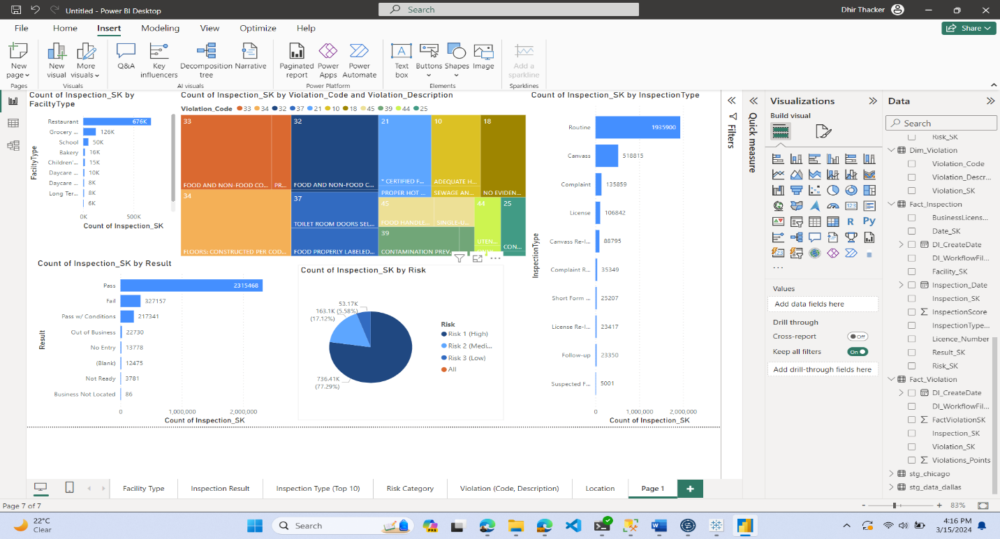 Untitled - Power BI Desktop
Search
Dhir Thacker
File Home Insert Modeling View Optimize Help
Share
New page
New visual
More visuals
Q&A
Key influencers
Decomposition tree
Narrative
Paginated report
Power Apps
Power Automate
Text box
Buttons
Shapes
Image
Add a sparkline
Pages Visuals AI visuals Power Platform Elements Sparklines
Count of Inspection_SK by
FaciltyType
FacilityType
Restaurant 676K
Grocery ... 126K
School 50K
Bakery 16K
Children'... 15K
Daycare ... 10K
Daycare ... 8K
Long Ter... 8K
6K
0K 500K
Count of Inspection_SK
Count of Inspection_SK by Violation_Code and Violation_Description
Violation_Code 33 34 32 37 21 10 18 45 39 44 25
33
FOOD AND NON-FOOD CO...
PR...
34
FLOORS: CONSTRUCTED PER COD...
32
FOOD AND NON-FOOD C...
37
TOILET ROOM DOORS SEL...
FOOD PROPERLY LABELED...
21
* CERTIFIED F...
PROPER HOT ...
10
ADEQUATE H...
SEWAGE AN...
18
NO EVIDEN...
45
FOOD HANDLE...
SINGLE-U...
39
CONTAMINATION PREV...
44
UTEN...
25
CON...
Count of Inspection_SK by InspectionType
InspectionType
Routine 1935900
Canvass 518815
Complaint 135859
License 106842
Canvass Re-I... 88795
Complaint R... 35349
Short Form ... 25207
License Re-I... 23417
Follow-up 23350
Suspected F... 5001
0 1,000,000 2,000,000
Count of Inspection_SK
Count of Inspection_SK by Result
Result
Pass 2315468
Fail 327157
Pass w/ Conditions 217341
Out of Business 22730
No Entry 13778
(Blank) 12475
Not Ready 3781
Business Not Located 86
0 1,000,000 2,000,000
Count of Inspection_SK
Count of Inspection_SK by Risk
53.17K
163.1K (5.58%)
(17.12%)
736.41K
(77.29%)
Risk
Risk 1 (High)
Risk 2 (Medi...
Risk 3 (Low)
All
Filters
Quick measure
Visualizations
Build visual
R Py
...
Values
Add data fields here
Drill through
Cross-report Off
Keep all filters On
Add drill-through fields here
Data
Search
Risk_SK
Dim_Violation
Violation_Code
Violation_Descr...
Violation_SK
Fact_Inspection
BusinessLicens...
Date_SK
DI_CreateDate
DI_WorkflowFil...
Facility_SK
Inspection_Date
Inspection_SK
InspectionScore
InspectionType...
Licence_Number
Result_SK
Risk_SK
Fact_Violation
DI_CreateDate
DI_WorkflowFil...
FactViolationSK
Inspection_SK
Violation_SK
Violations_Points
stg_chicago
stg_data_dallas
Facility Type
Inspection Result
Inspection Type (Top 10)
Risk Category
Violation (Code, Description)
Location
Page 1
Page 7 of 7
83%
22°C
Clear
Search
4:16 PM
3/15/2024